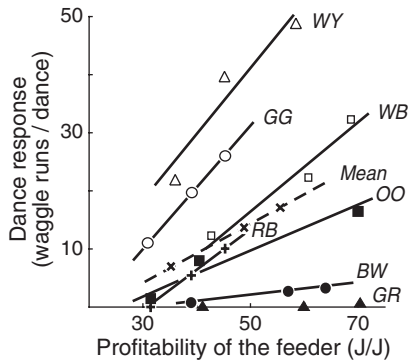 50
WY
Dance response
(waggle runs / dance)
GG
WB
30
Mean
OO
RB
10
BW
GR
30
50
70
Profitability of the feeder (J/J)